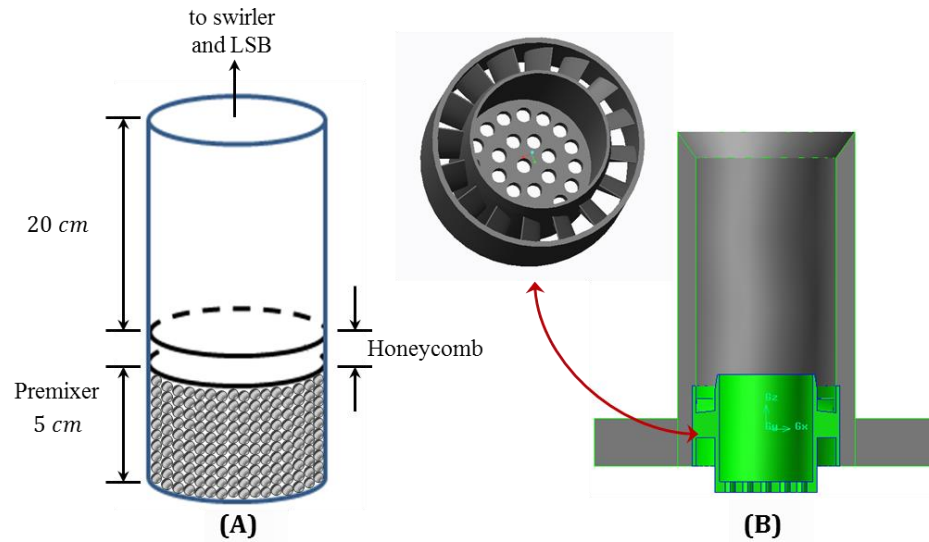 to swirler
and LSB
20 cm
Honeycomb
Premixer
5 cm
(A)
(B)